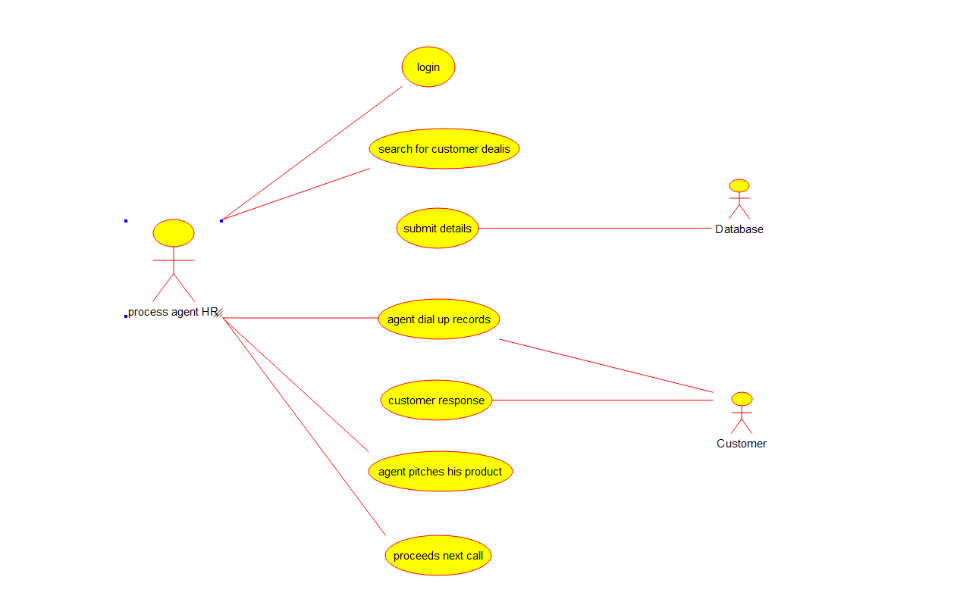 login
search for customer dealis
submit details
Database
process agent HR
agent dial up records
customer response
Customer
agent pitches his product
proceeds next call